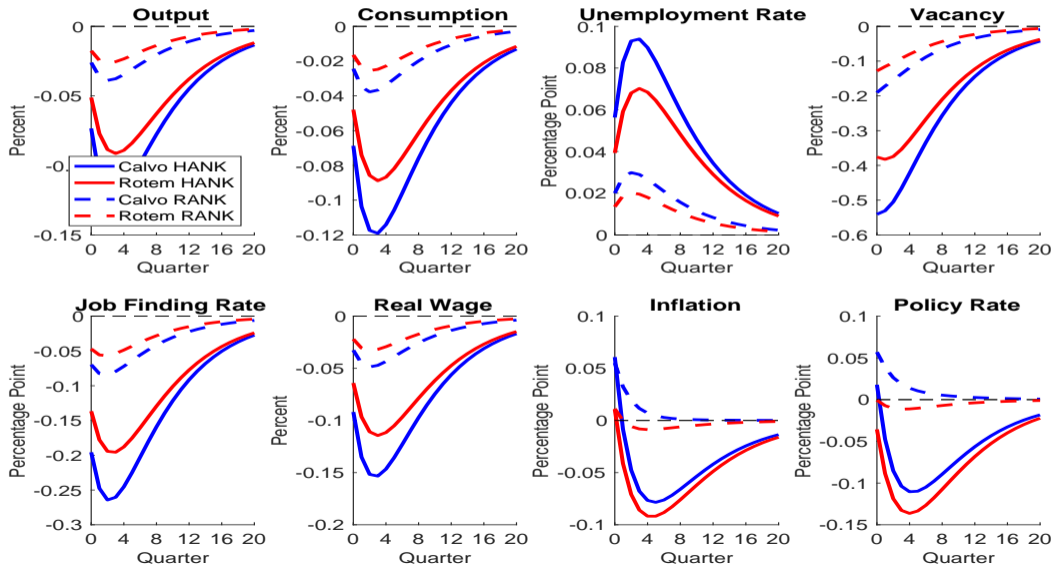 Output
Percent
0
-0.05
-0.1
-0.15
0 4 8 12 16 20
Quarter
Calvo HANK
Rotem HANK
Calvo RANK
Rotem RANK
Consumption
Percent
0
-0.02
-0.04
-0.06
-0.08
-0.1
-0.12
0 4 8 12 16 20
Quarter
Unemployment Rate
Percentage Point
0.1
0.08
0.06
0.04
0.02
0
0 4 8 12 16 20
Quarter
Vacancy
Percent
0
-0.1
-0.2
-0.3
-0.4
-0.5
-0.6
0 4 8 12 16 20
Quarter
Job Finding Rate
Percentage Point
0
-0.05
-0.1
-0.15
-0.2
-0.25
-0.3
0 4 8 12 16 20
Quarter
Real Wage
Percent
0
-0.05
-0.1
-0.15
-0.2
0 4 8 12 16 20
Quarter
Inflation
Percentage Point
0.1
0.05
0
-0.05
-0.1
0 4 8 12 16 20
Quarter
Policy Rate
Percentage Point
0.1
0.05
0
-0.05
-0.1
-0.15
0 4 8 12 16 20
Quarter